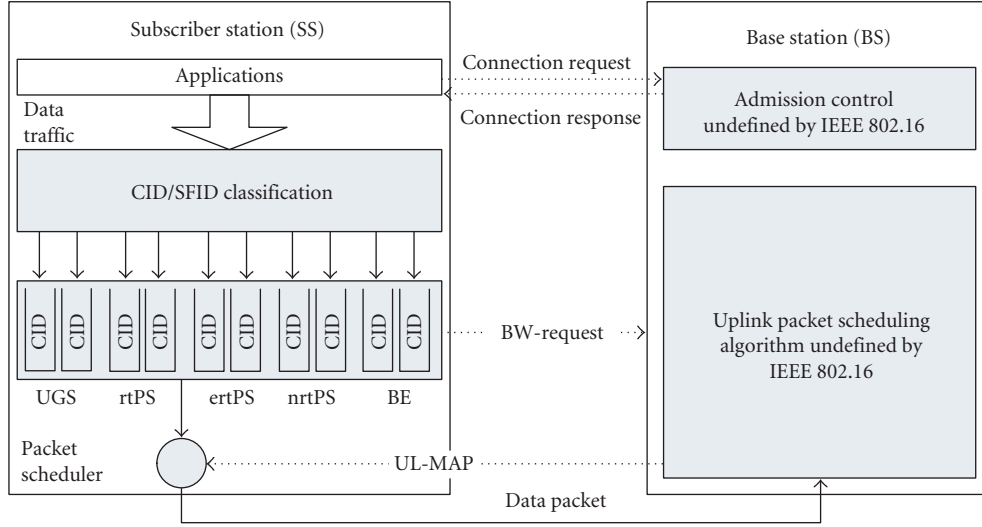 Subscriber station (SS)
Applications
Data
traffic
CID/SFID classification
CID
CID
CID
CID
CID
CID
CID
CID
CID
CID
UGS
rtPS
ertPS
nrtPS
BE
Packet
scheduler
Connection request
Connection response
BW-request
UL-MAP
Data packet
Base station (BS)
Admission control
undefined by IEEE 802.16
Uplink packet scheduling
algorithm undefined by
IEEE 802.16